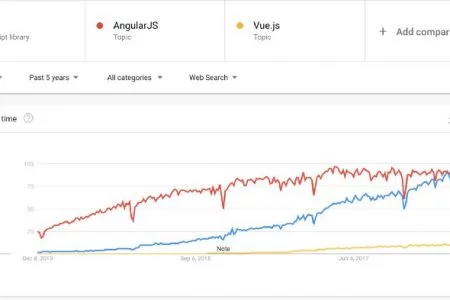 AngularJS
Vue.js
pt library
Topic
Topic
+ Add compar
Past 5 years
All categories
Web Search
time
100
75
50
25
Note
Dec 8, 2013
Sep 6, 2015
Jun 4, 2017